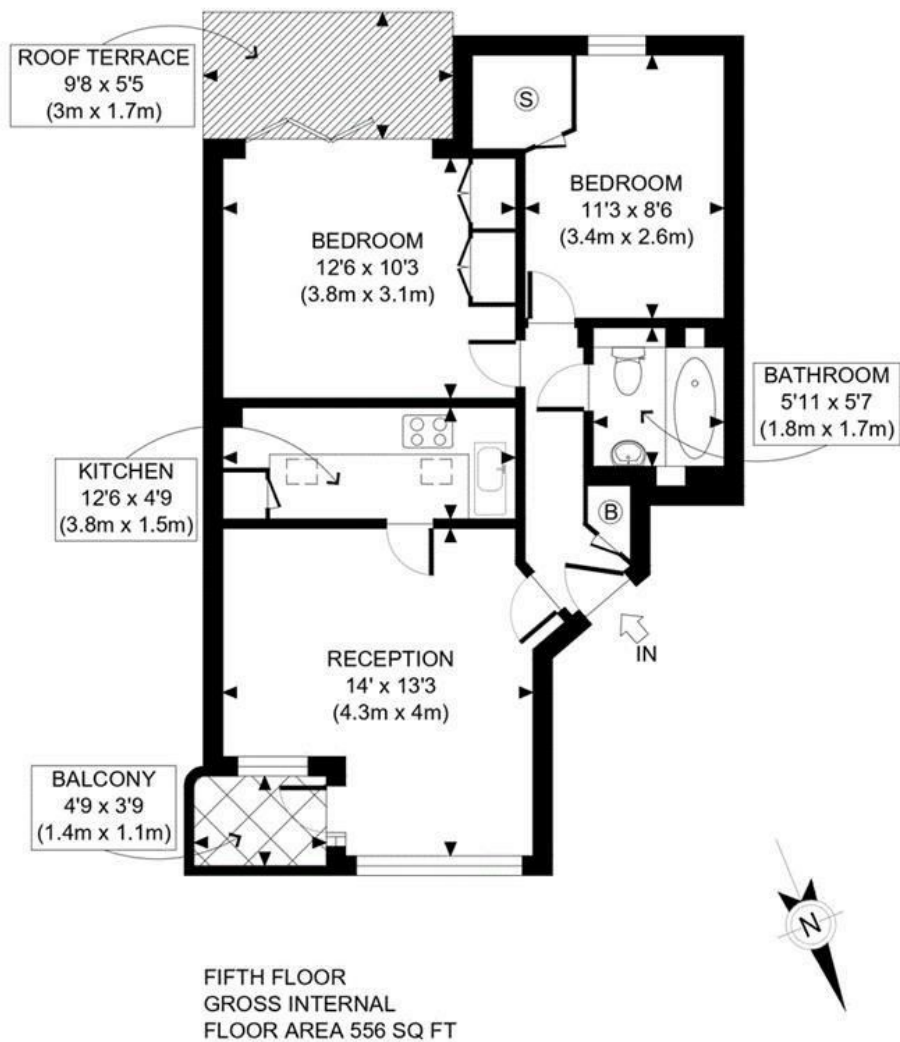 ROOF TERRACE
9'8 x 5'5
(3m x 1.7m)
S
BEDROOM
11'3 x 8'6
(3.4m x 2.6m)
BEDROOM
12'6 x 10'3
(3.8m x 3.1m)
BATHROOM
5'11 x 5'7
(1.8m x 1.7m)
KITCHEN
12'6 x 4'9
(3.8m x 1.5m)
B
IN
RECEPTION
14' x 13'3
(4.3m x 4m)
BALCONY
4'9 x 3'9
(1.4m x 1.1m)
N
FIFTH FLOOR
GROSS INTERNAL
FLOOR AREA 556 SQ FT